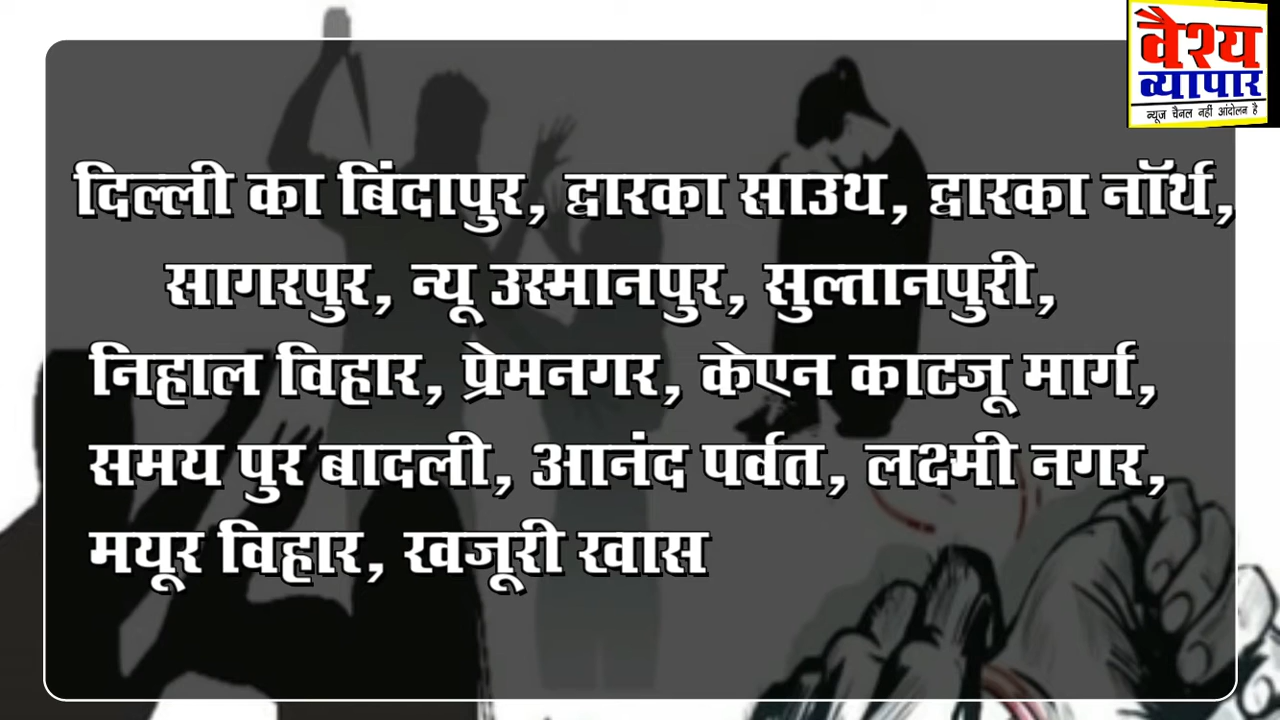 वैश्य
व्यापार
न्यूज चैनल नहीं आंदोलन है
दिल्ली का बिंदापुर, द्वारका साउथ, द्वारका नॉर्थ,
सागरपुर, न्यू उस्मानपुर, सुल्तानपुरी,
निहाल विहार, प्रेमनगर, केएन काटजू मार्ग,
समय पुर बादली, आनंद पर्वत, लक्ष्मी नगर,
मयूर विहार, खजूरी खास